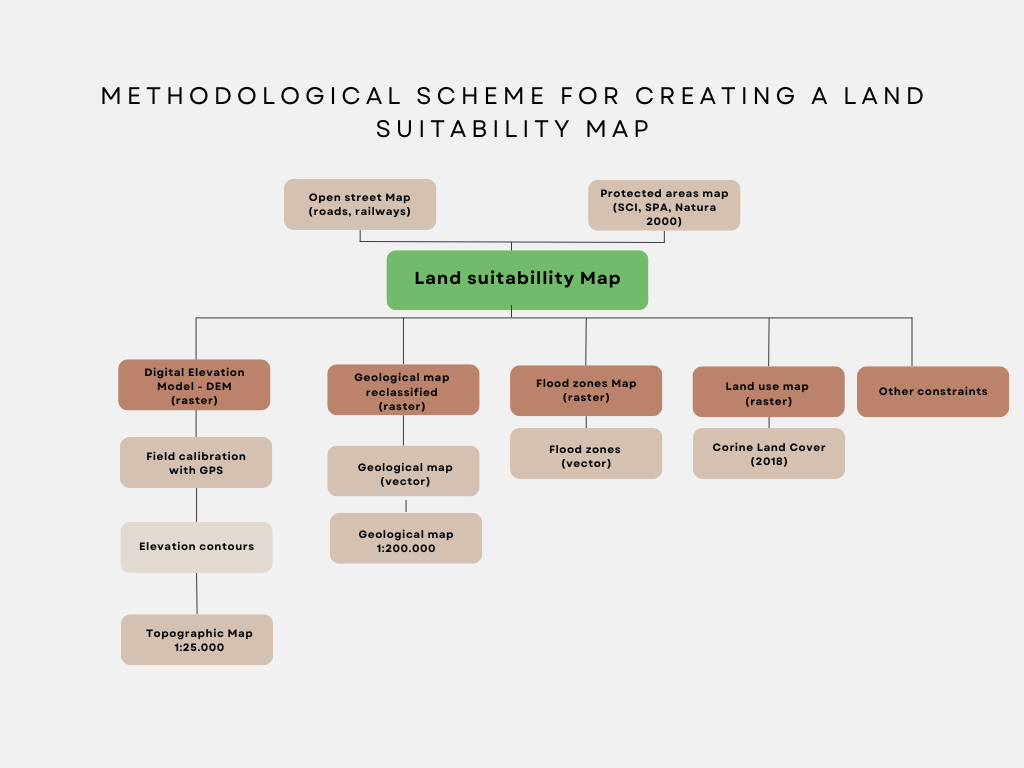 METHODOLOGICAL SCHEME FOR CREATING A LAND
SUITABILITY MAP
Open street Map
(roads, railways)
Protected areas map
(SCI, SPA, Natura
2000)
Land suitabillity Map
Digital Elevation
Model - DEM
(raster)
Geological map
reclassified
(raster)
Flood zones Map
(raster)
Land use map
(raster)
Other constraints
Field calibration
with GPS
Geological map
(vector)
Flood zones
(vector)
Corine Land Cover
(2018)
Elevation contours
Geological map
1:200.000
Topographic Map
1:25.000